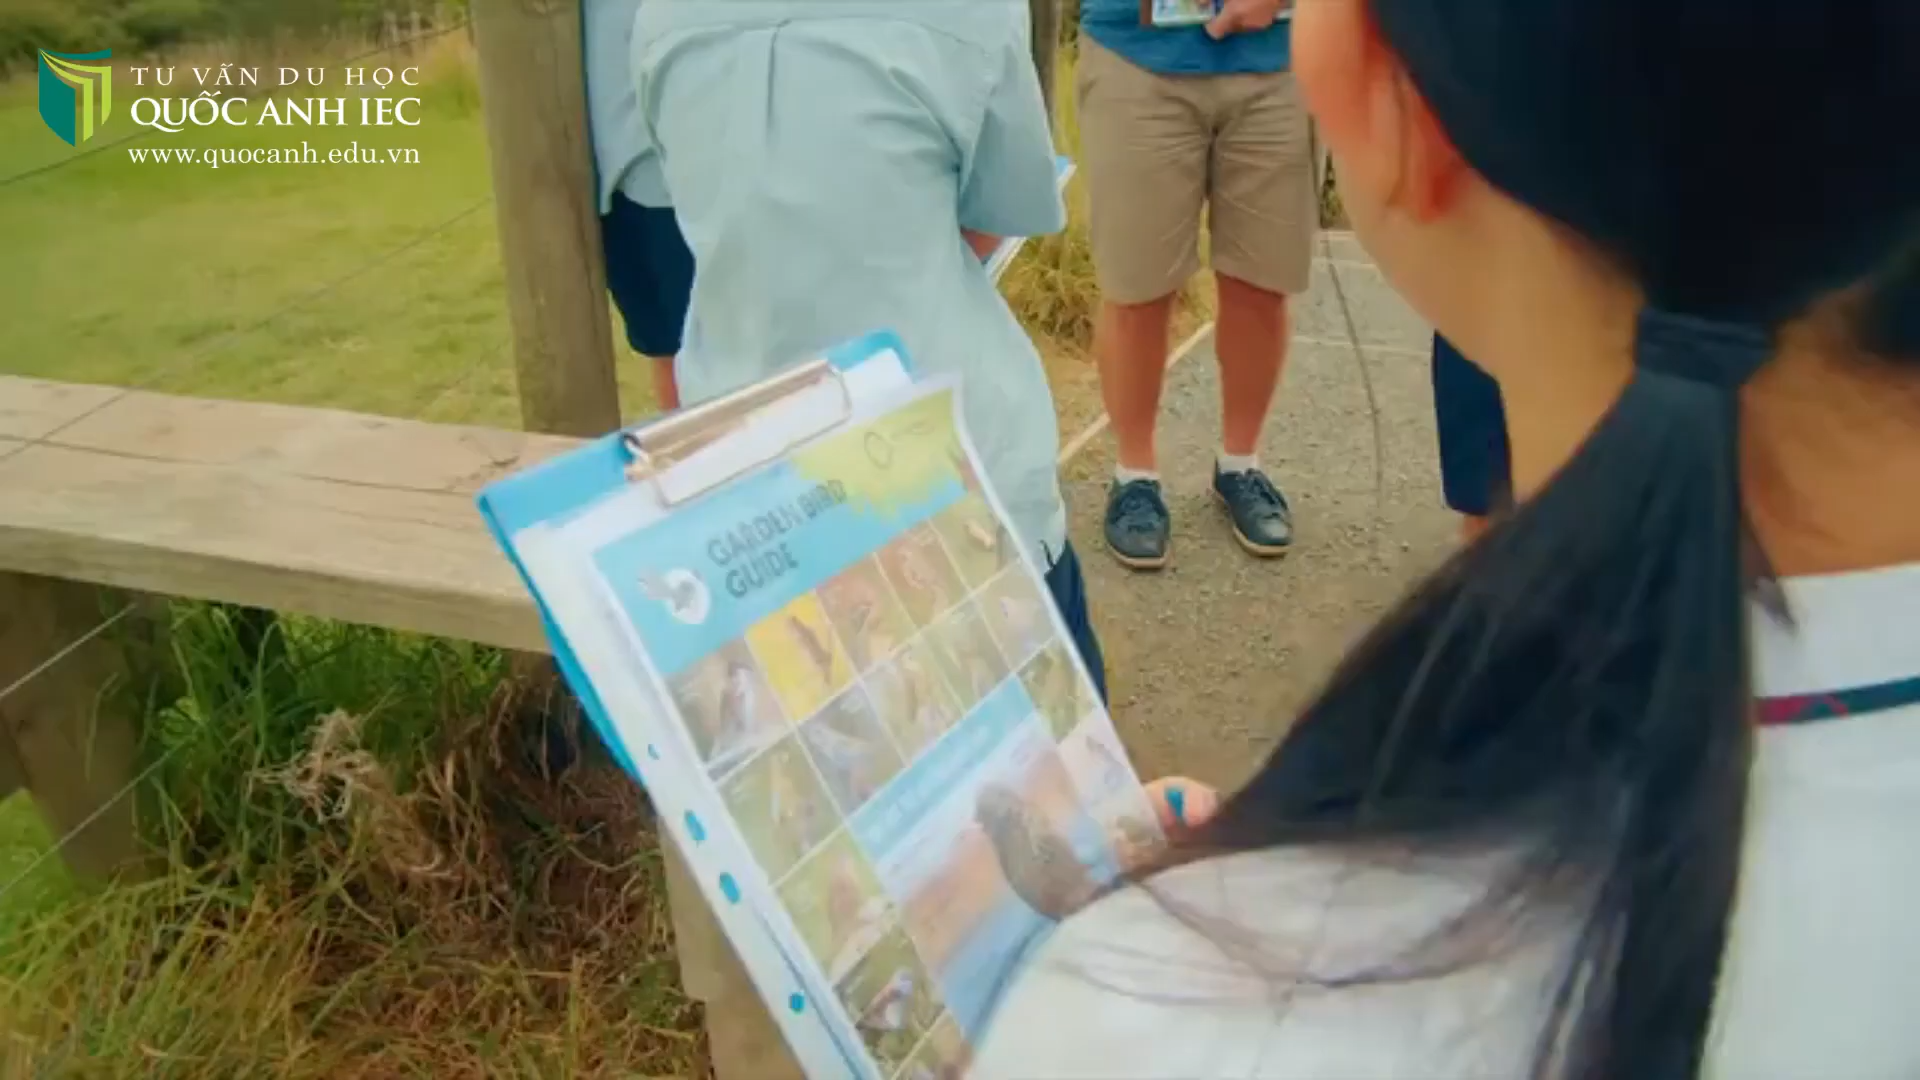 TƯ VẤN DU HỌC
QUỐC ANH IEC
www.quocanh.edu.vn
GARDEN BIRD
GUIDE